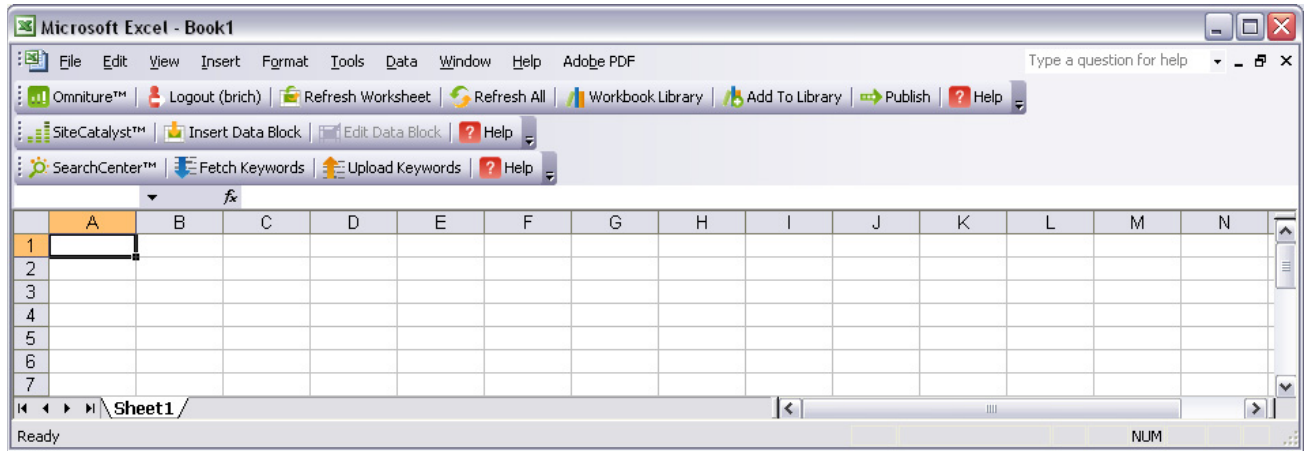 Microsoft Excel - Book1
File Edit View Insert Format Tools Data Window Help Adobe PDF Type a question for help
Omniture™ Logout (brich) Refresh Worksheet Refresh All Workbook Library Add To Library Publish ? Help
SiteCatalyst™ Insert Data Block Edit Data Block ? Help
SearchCenter™ Fetch Keywords Upload Keywords ? Help
fx
A B C D E F G H I J K L M N
1
2
3
4
5
6
7
Sheet1
Ready NUM